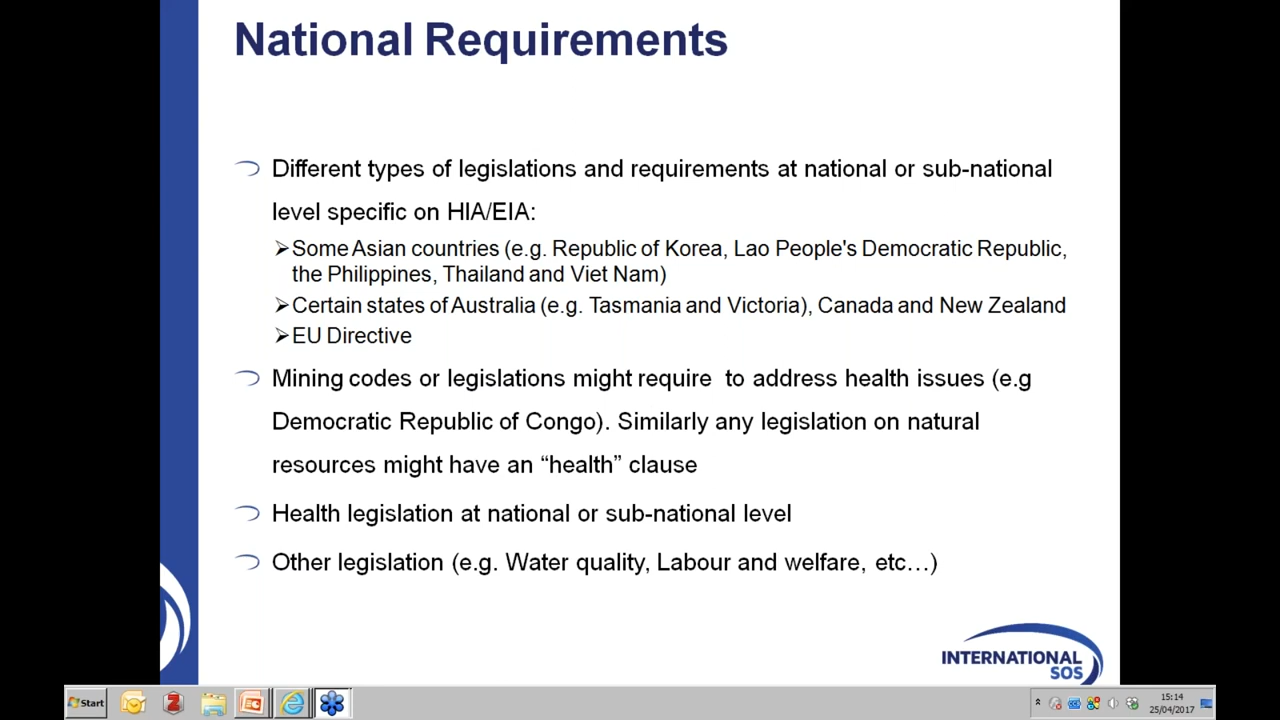 National Requirements
Different types of legislations and requirements at national or sub-national
level specific on HIA/EIA:
Some Asian countries (e.g. Republic of Korea, Lao People's Democratic Republic,
the Philippines, Thailand and Viet Nam)
Certain states of Australia (e.g. Tasmania and Victoria), Canada and New Zealand
EU Directive
Mining codes or legislations might require  to address health issues (e.g
Democratic Republic of Congo). Similarly any legislation on natural
resources might have an “health” clause
Health legislation at national or sub-national level
Other legislation (e.g. Water quality, Labour and welfare, etc…)
INTERNATIONAL
SOS
Start
15:14
25/04/2017